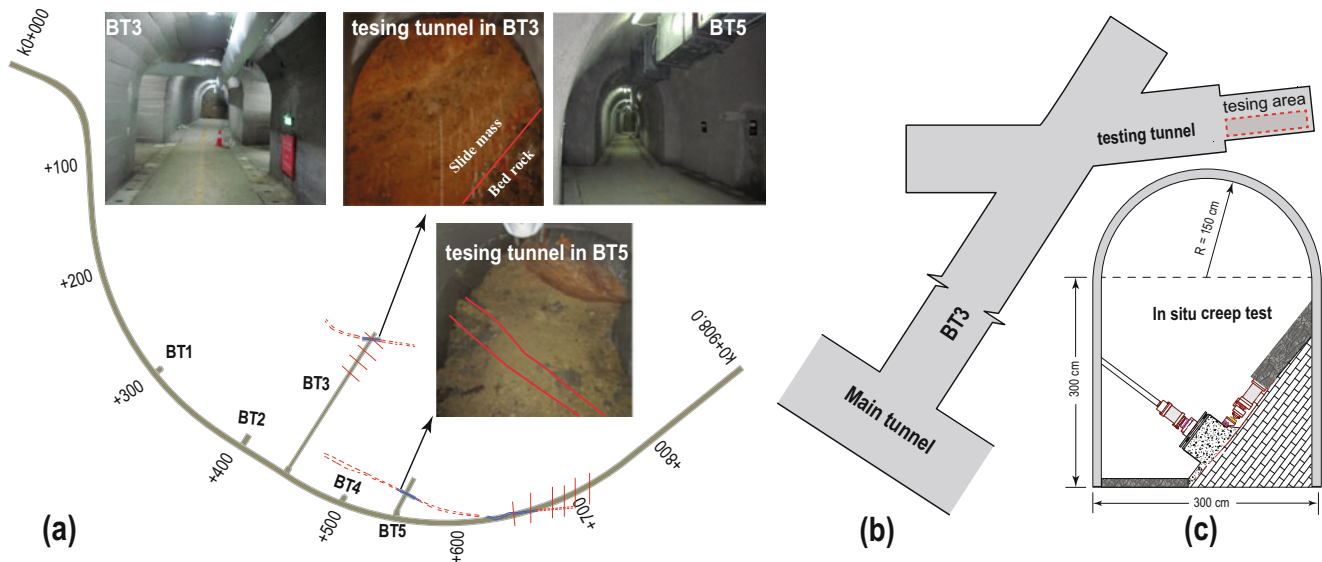 k0+000
BT3
tesing tunnel in BT3
BT5
Slide mass
Bed rock
tesing tunnel in BT5
+100
+200
+300
+400
+500
+600
+700
+800
k0+908.0
BT1
BT2
BT3
BT4
BT5
(a)
testing tunnel
tesing area
BT3
Main tunnel
(b)
R = 150 cm
In situ creep test
300 cm
300 cm
(c)